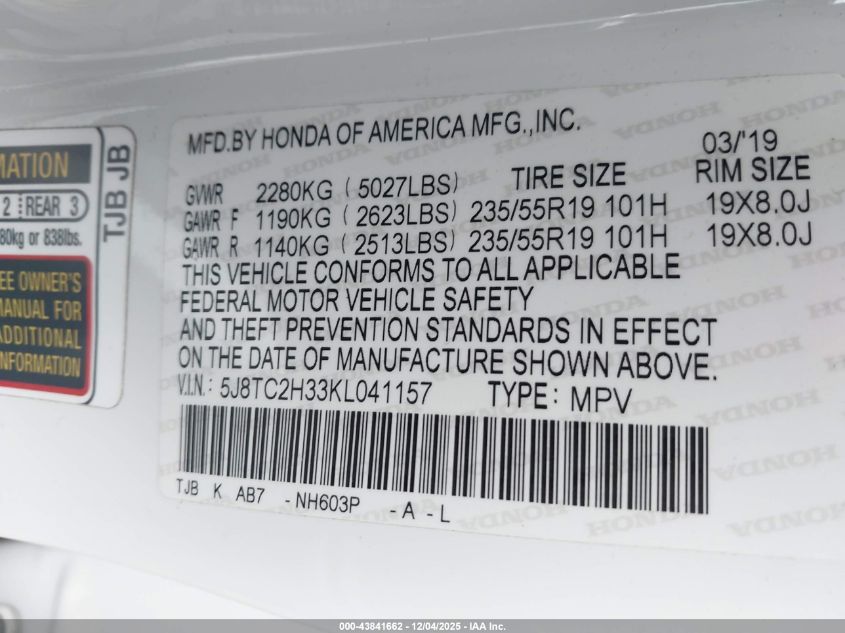 MATION
2 REAR 3
80kg or 838lbs.
EE OWNER'S
MANUAL FOR
ADDITIONAL
INFORMATION
TJB JB
MFD.BY HONDA OF AMERICA MFG.,INC.
03/'19
GVWR 2280KG (5027LBS) TIRE SIZE RIM SIZE
GAWR F 1190KG (2623LBS) 235/55R19 101H 19X8.0J
GAWR R 1140KG (2513LBS) 235/55R19 101H 19X8.0J
THIS VEHICLE CONFORMS TO ALL APPLICABLE
FEDERAL MOTOR VEHICLE SAFETY
AND THEFT PREVENTION STANDARDS IN EFFECT
ON THE DATE OF MANUFACTURE SHOWN ABOVE.
V.I.N.: 5J8TC2H33KL041157 TYPE: MPV
TJB K AB7 -NH603P -A -L
000-43841662 - 12/04/2025 - IAA Inc.